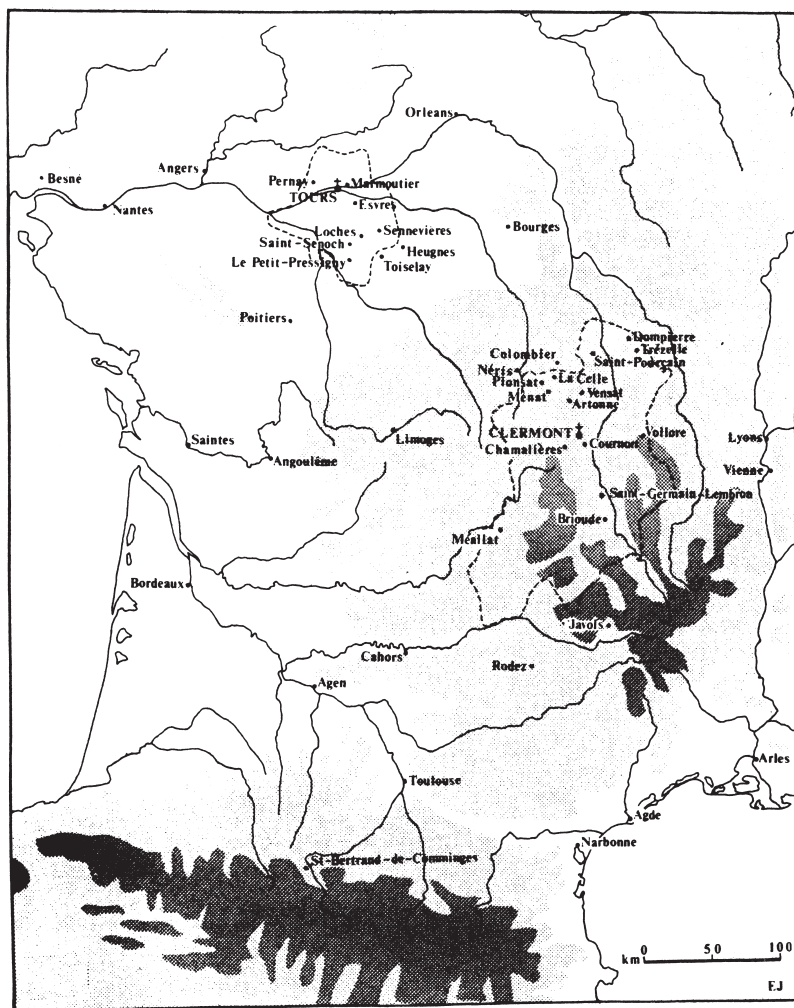 Orleans
Besné
Angers
Pernay
Marmoutier
TOURS
Esvres
Nantes
Loches
Sennevières
Bourges
Saint-Senoch
Heugnes
Le Petit-Pressigny
Toiselay
Poitiers
Dompierre
Trézelle
Colombier
Saint-Pourçain
Néris
La Celle
Pionsat
Ménat
Vensat
Artonne
CLERMONT
Vollore
Lyons
Saintes
Limoges
Cournon
Chamalières
Angoulême
Vienne
Saint-Germain-Lembron
Brioude
Méallat
Bordeaux
Javols
Cahors
Rodez
Agen
Arles
Toulouse
Agde
Narbonne
St-Bertrand-de-Comminges
km 0 50 100
F.J